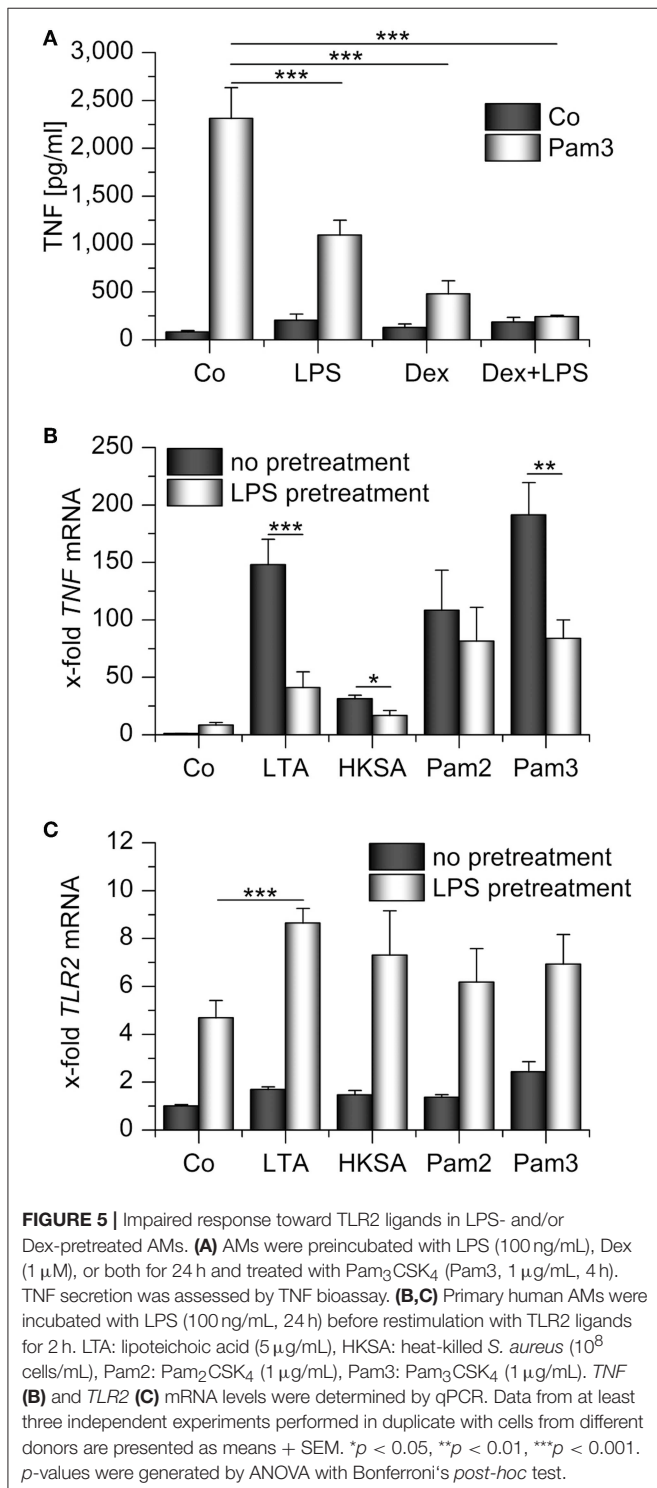 A
***
***
***
3,000
2,500
2,000
1,500
1,000
500
0
TNF [pg/ml]
Co
Pam3
Co LPS Dex Dex+LPS
B
no pretreatment
LPS pretreatment
***
*
**
250
200
150
100
50
0
x-fold TNF mRNA
Co LTA HKSA Pam2 Pam3
C
no pretreatment
LPS pretreatment
***
12
10
8
6
4
2
0
x-fold TLR2 mRNA
Co LTA HKSA Pam2 Pam3
FIGURE 5 | Impaired response toward TLR2 ligands in LPS- and/or
Dex-pretreated AMs. (A) AMs were preincubated with LPS (100 ng/mL), Dex
(1 μM), or both for 24 h and treated with Pam₃CSK₄ (Pam3, 1 μg/mL, 4 h).
TNF secretion was assessed by TNF bioassay. (B,C) Primary human AMs were
incubated with LPS (100 ng/mL, 24 h) before restimulation with TLR2 ligands
for 2 h. LTA: lipoteichoic acid (5 μg/mL), HKSA: heat-killed S. aureus (10⁸
cells/mL), Pam2: Pam₂CSK₄ (1 μg/mL), Pam3: Pam₃CSK₄ (1 μg/mL). TNF
(B) and TLR2 (C) mRNA levels were determined by qPCR. Data from at least
three independent experiments performed in duplicate with cells from different
donors are presented as means + SEM. *p < 0.05, **p < 0.01, ***p < 0.001.
p-values were generated by ANOVA with Bonferroni‘s post-hoc test.